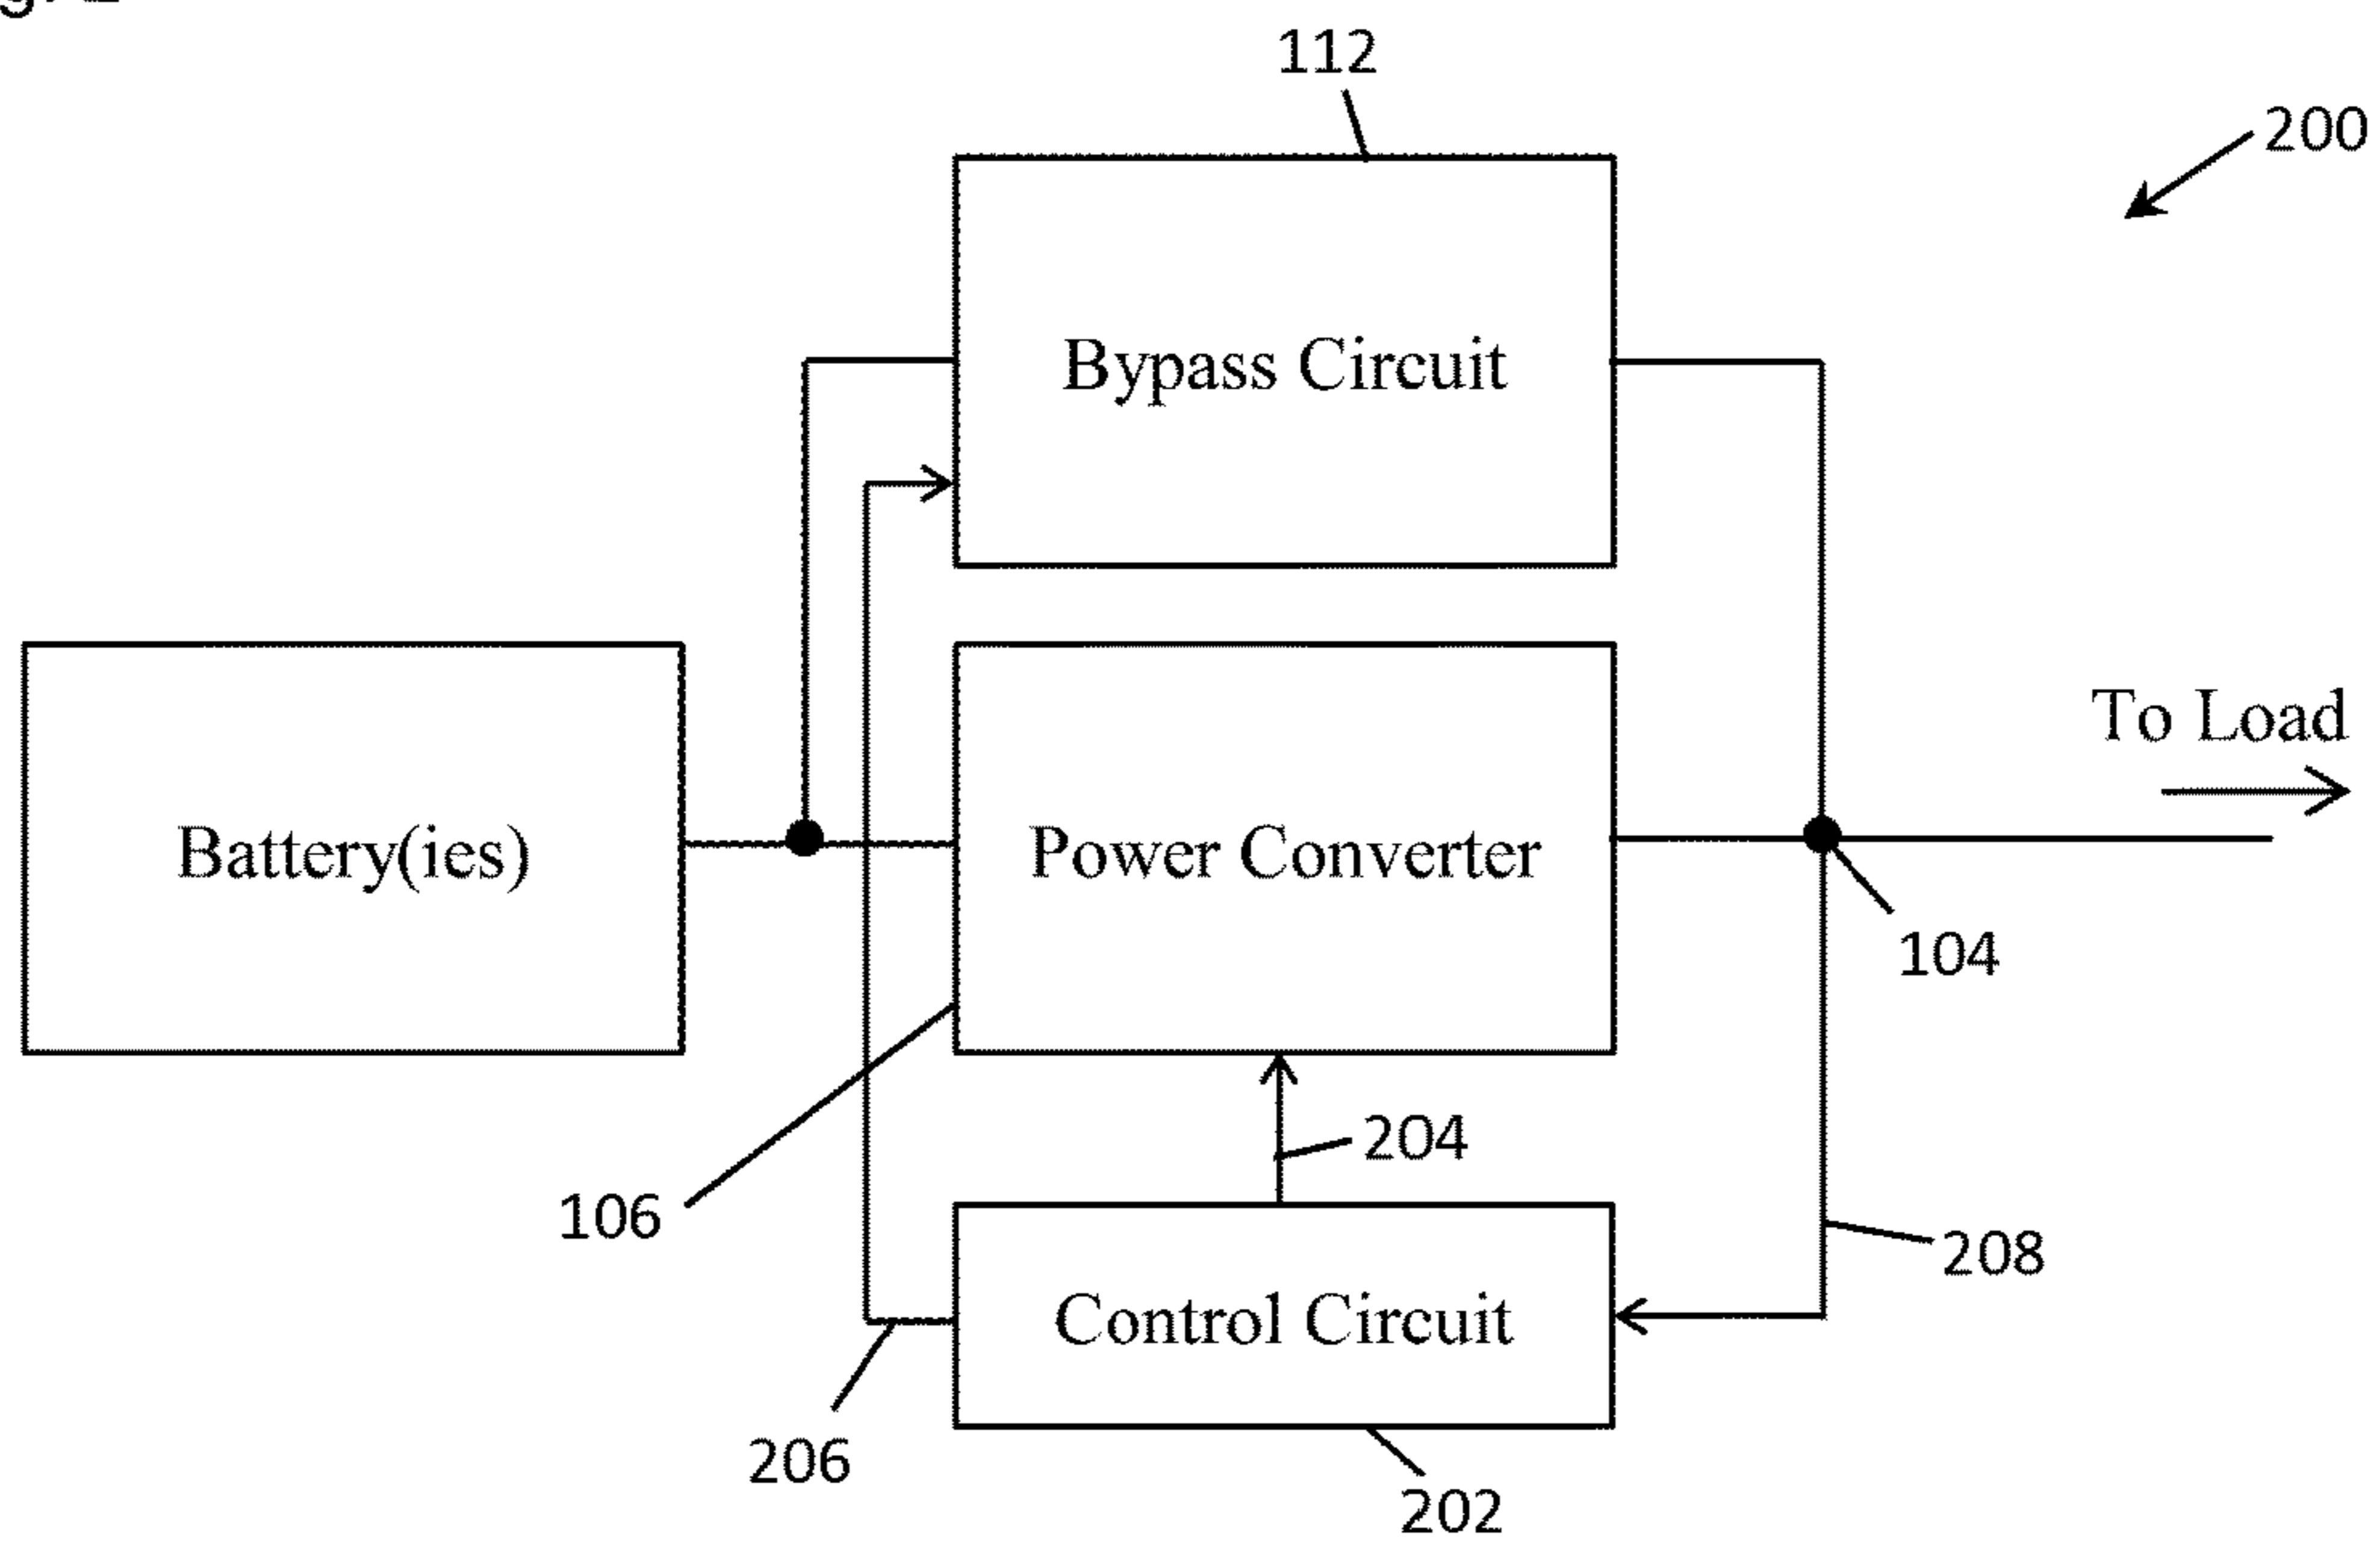 112
200
Bypass Circuit
To Load
Battery(ies)
Power Converter
104
204
106
208
Control Circuit
206
202